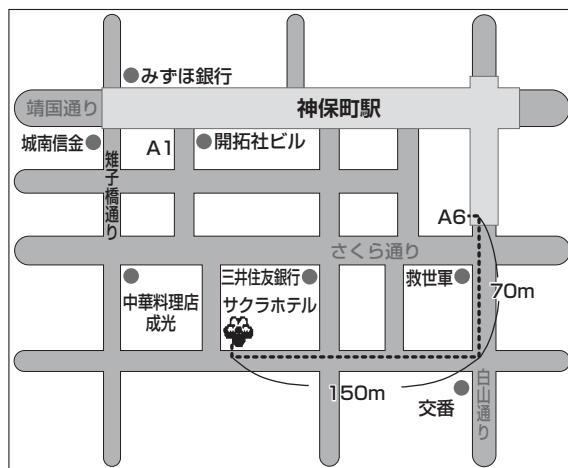 みずほ銀行
靖国通り
神保町駅
城南信金
A1
開拓社ビル
雉子橋通り
A6
さくら通り
中華料理店
成光
三井住友銀行
サクラホテル
救世軍
70m
150m
交番
白山通り